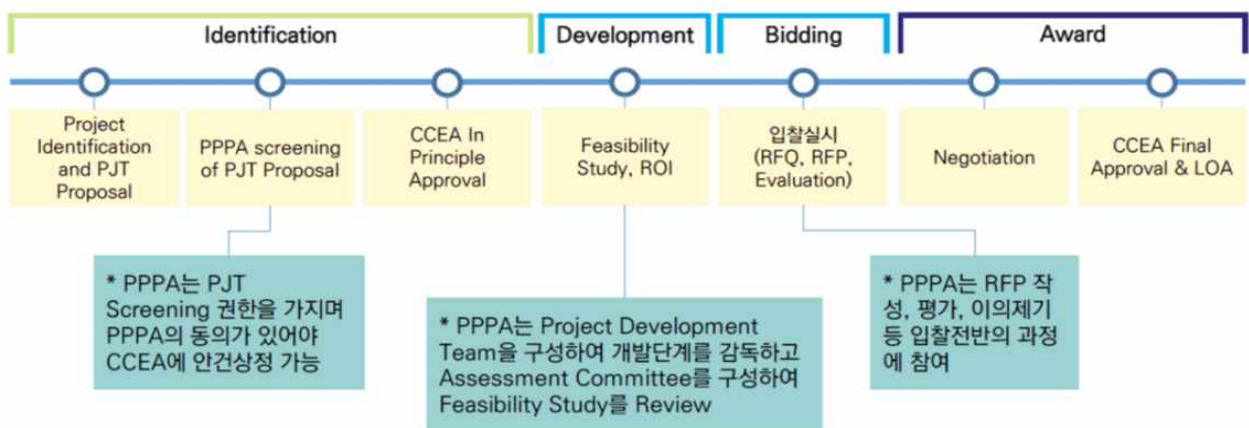 Identification
Development
Bidding
Award
Project
Identification
and PJT
Proposal
PPPA screening
of PJT Proposal
CCEA In
Principle
Approval
Feasibility
Study, ROI
입찰실시
(RFQ, RFP,
Evaluation)
Negotiation
CCEA Final
Approval & LOA
* PPPA는 PJT
Screening 권한을 가지며
PPPA의 동의가 있어야
CCEA에 안건상정 가능
* PPPA는 Project Development
Team을 구성하여 개발단계를 감독하고
Assessment Committee를 구성하여
Feasibility Study를 Review
* PPPA는 RFP 작
성, 평가, 이의제기
등 입찰전반의 과정
에 참여